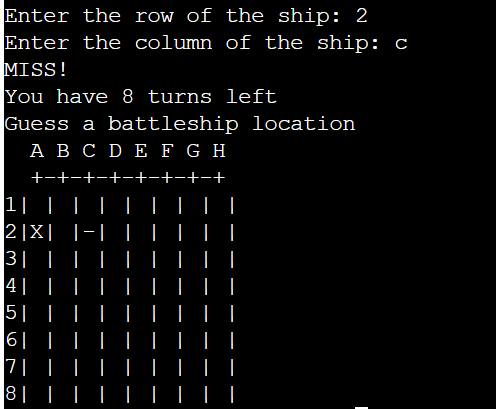 Enter the row of the ship: 2
Enter the column of the ship: c
MISS!
You have 8 turns left
Guess a battleship location
  A B C D E F G H
  +-+-+-+-+-+-+-+
1| | | | | | | | |
2|X| |-| | | | | |
3| | | | | | | | |
4| | | | | | | | |
5| | | | | | | | |
6| | | | | | | | |
7| | | | | | | | |
8| | | | | | | | |